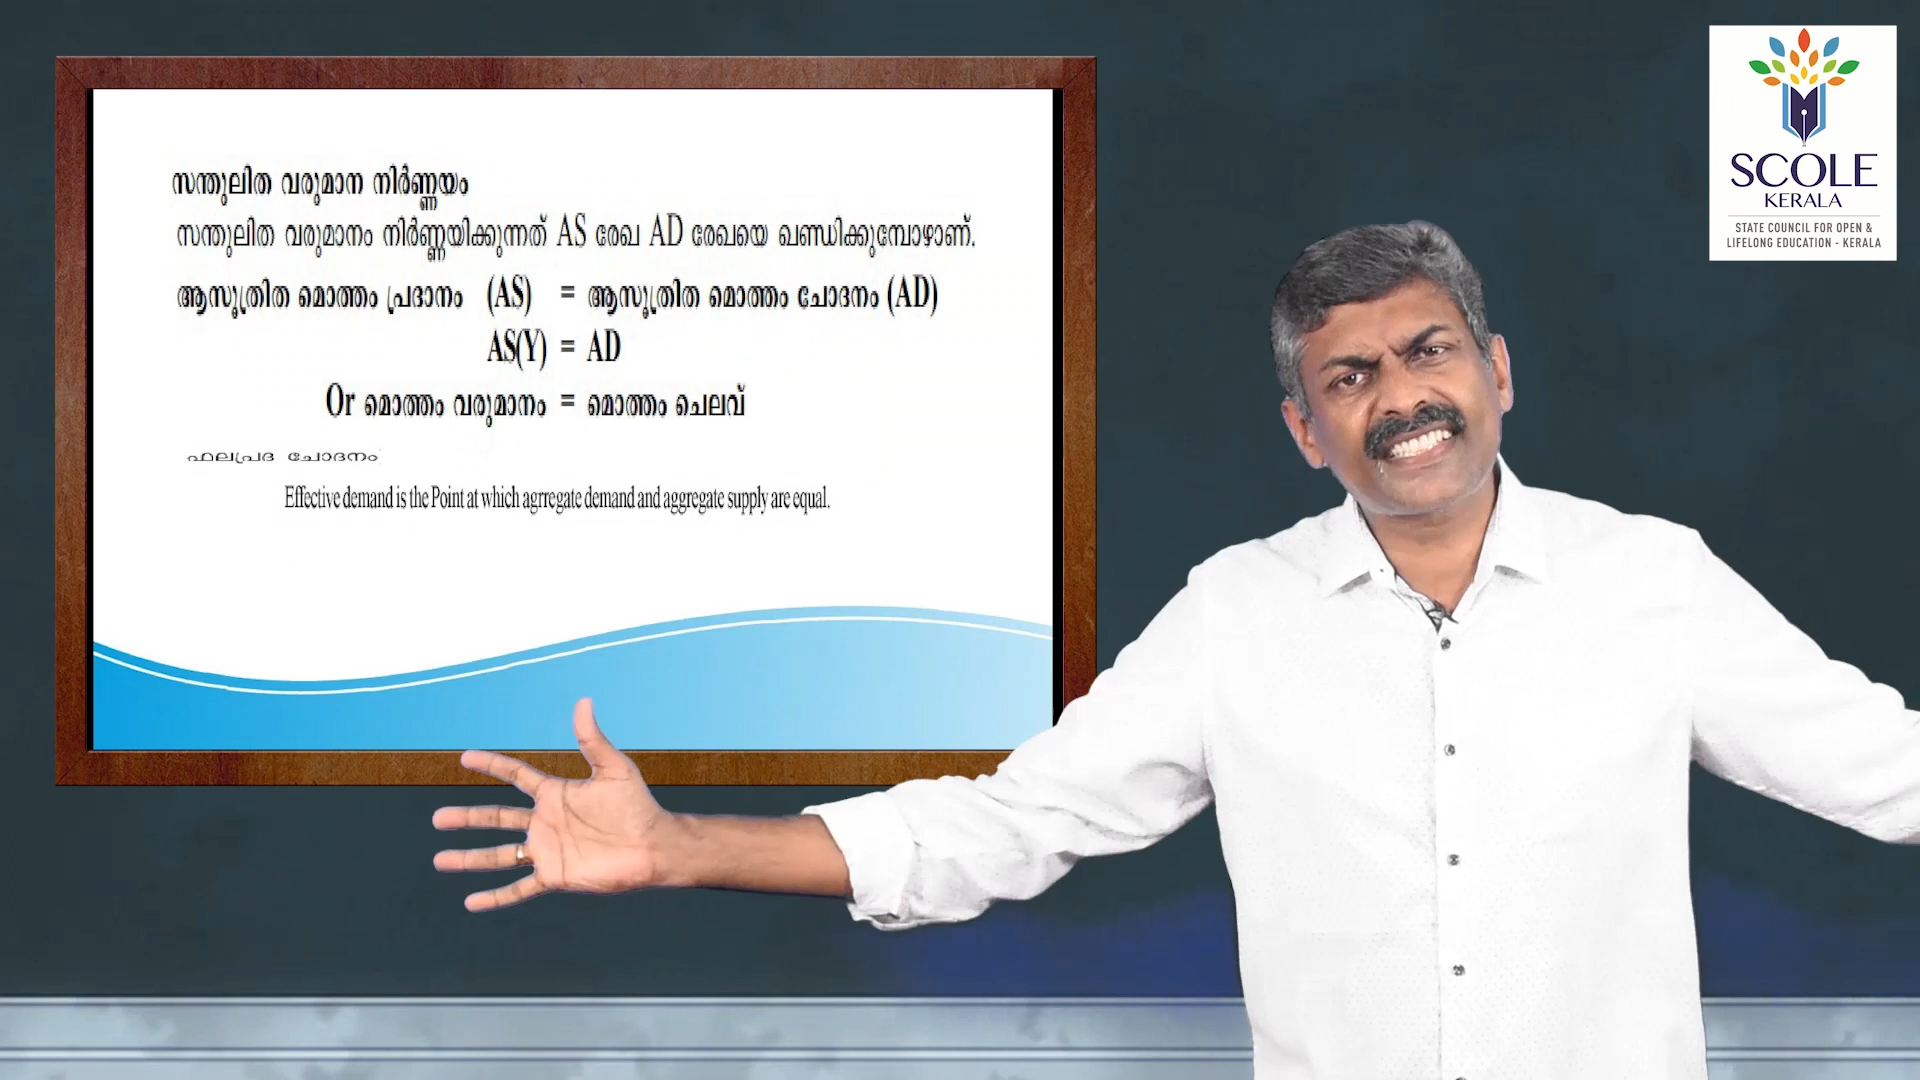 സന്തുലിത വരുമാന നിർണ്ണയം
സന്തുലിത വരുമാനം നിർണ്ണയിക്കുന്നത് AS രേഖ AD രേഖയെ ഖണ്ഡിക്കുമ്പോഴാണ്.
ആസൂത്രിത മൊത്തം പ്രദാനം (AS) = ആസൂത്രിത മൊത്തം ചോദനം (AD)
AS(Y) = AD
Or മൊത്തം വരുമാനം = മൊത്തം ചെലവ്
ഫലപ്രദ ചോദനം
Effective demand is the Point at which agrregate demand and aggregate supply are equal.
SCOLE
KERALA
STATE COUNCIL FOR OPEN &
LIFELONG EDUCATION - KERALA